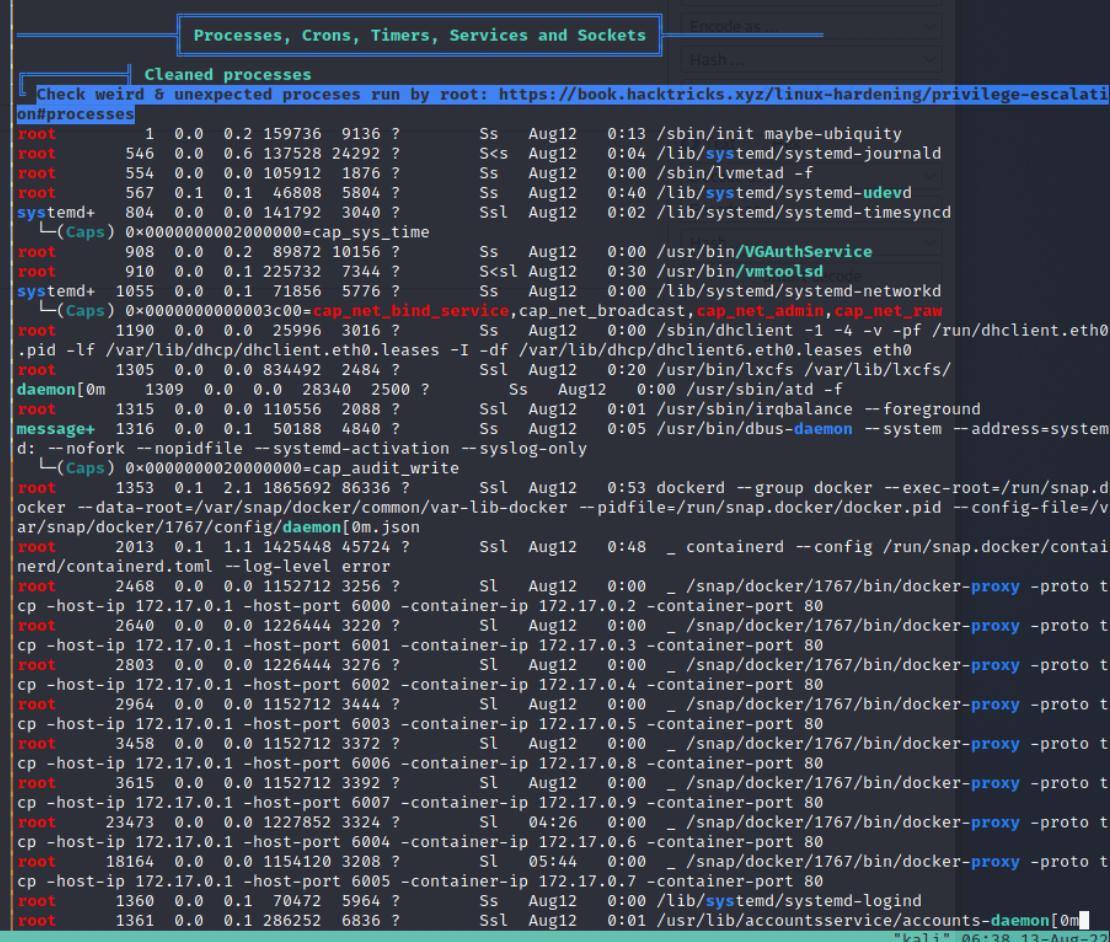 Encode as ...
Processes, Crons, Timers, Services and Sockets
Hash ...
Cleaned processes
Check weird & unexpected proceses run by root: https://book.hacktricks.xyz/linux-hardening/privilege-escalati
on#processes
root 1 0.0 0.2 159736 9136 ? Ss Aug12 0:13 /sbin/init maybe-ubiquity
root 546 0.0 0.6 137528 24292 ? S<s Aug12 0:04 /lib/systemd/systemd-journald
root 554 0.0 0.0 105912 1876 ? Ss Aug12 0:00 /sbin/lvmetad -f
root 567 0.1 0.1 46808 5804 ? Ss Aug12 0:40 /lib/systemd/systemd-udevd
systemd+ 804 0.0 0.0 141792 3040 ? Ssl Aug12 0:02 /lib/systemd/systemd-timesyncd
└─(Caps) 0×0000000002000000=cap_sys_time
root 908 0.0 0.2 89872 10156 ? Ss Aug12 0:00 /usr/bin/VGAuthService
root 910 0.1 0.1 225732 7344 ? S<sl Aug12 0:30 /usr/bin/vmtoolsd
systemd+ 1055 0.0 0.1 71856 5776 ? Ss Aug12 0:00 /lib/systemd/systemd-networkd
└─(Caps) 0×0000000000003c00=cap_net_bind_service,cap_net_broadcast,cap_net_admin,cap_net_raw
root 1190 0.0 0.0 25996 3016 ? Ss Aug12 0:00 /sbin/dhclient -1 -4 -v -pf /run/dhclient.eth0
.pid -lf /var/lib/dhcp/dhclient.eth0.leases -I -df /var/lib/dhcp/dhclient6.eth0.leases eth0
root 1305 0.0 0.0 834492 2484 ? Ssl Aug12 0:20 /usr/bin/lxcfs /var/lib/lxcfs/
daemon[0m 1309 0.0 0.0 28340 2500 ? Ss Aug12 0:00 /usr/sbin/atd -f
root 1315 0.0 0.0 110556 2088 ? Ssl Aug12 0:01 /usr/sbin/irqbalance --foreground
message+ 1316 0.0 0.1 50188 4840 ? Ss Aug12 0:05 /usr/bin/dbus-daemon --system --address=system
d: --nofork --nopidfile --systemd-activation --syslog-only
└─(Caps) 0×0000000020000000=cap_audit_write
root 1353 0.1 2.1 1865692 86336 ? Ssl Aug12 0:53 dockerd --group docker --exec-root=/run/snap.d
ocker --data-root=/var/snap/docker/common/var-lib-docker --pidfile=/run/snap.docker/docker.pid --config-file=/v
ar/snap/docker/1767/config/daemon[0m.json
root 2013 0.1 1.1 1425448 45724 ? Ssl Aug12 0:48 _ containerd --config /run/snap.docker/contai
nerd/containerd.toml --log-level error
root 2468 0.0 0.0 1152712 3256 ? Sl Aug12 0:00 _ /snap/docker/1767/bin/docker-proxy -proto t
cp -host-ip 172.17.0.1 -host-port 6000 -container-ip 172.17.0.2 -container-port 80
root 2640 0.0 0.0 1226444 3220 ? Sl Aug12 0:00 _ /snap/docker/1767/bin/docker-proxy -proto t
cp -host-ip 172.17.0.1 -host-port 6001 -container-ip 172.17.0.3 -container-port 80
root 2803 0.0 0.0 1226444 3276 ? Sl Aug12 0:00 _ /snap/docker/1767/bin/docker-proxy -proto t
cp -host-ip 172.17.0.1 -host-port 6002 -container-ip 172.17.0.4 -container-port 80
root 2964 0.0 0.0 1152712 3444 ? Sl Aug12 0:00 _ /snap/docker/1767/bin/docker-proxy -proto t
cp -host-ip 172.17.0.1 -host-port 6003 -container-ip 172.17.0.5 -container-port 80
root 3458 0.0 0.0 1152712 3372 ? Sl Aug12 0:00 _ /snap/docker/1767/bin/docker-proxy -proto t
cp -host-ip 172.17.0.1 -host-port 6006 -container-ip 172.17.0.8 -container-port 80
root 3615 0.0 0.0 1152712 3392 ? Sl Aug12 0:00 _ /snap/docker/1767/bin/docker-proxy -proto t
cp -host-ip 172.17.0.1 -host-port 6007 -container-ip 172.17.0.9 -container-port 80
root 23473 0.0 0.0 1227852 3324 ? Sl 04:26 0:00 _ /snap/docker/1767/bin/docker-proxy -proto t
cp -host-ip 172.17.0.1 -host-port 6004 -container-ip 172.17.0.6 -container-port 80
root 18164 0.0 0.0 1154120 3208 ? Sl 05:44 0:00 _ /snap/docker/1767/bin/docker-proxy -proto t
cp -host-ip 172.17.0.1 -host-port 6005 -container-ip 172.17.0.7 -container-port 80
root 1360 0.0 0.1 70472 5964 ? Ss Aug12 0:00 /lib/systemd/systemd-logind
root 1361 0.0 0.1 286252 6836 ? Ssl Aug12 0:01 /usr/lib/accountsservice/accounts-daemon[0m
"kali" 06:38 13-Aug-22